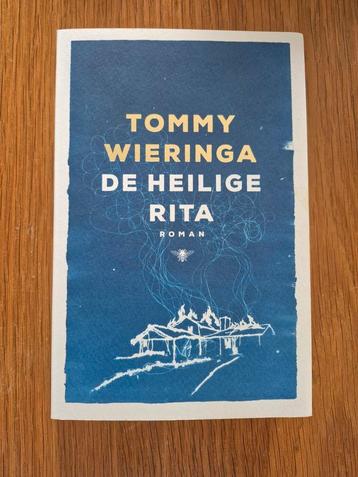 TOMMY
WIERINGA
DE HEILIGE
RITA
ROMAN